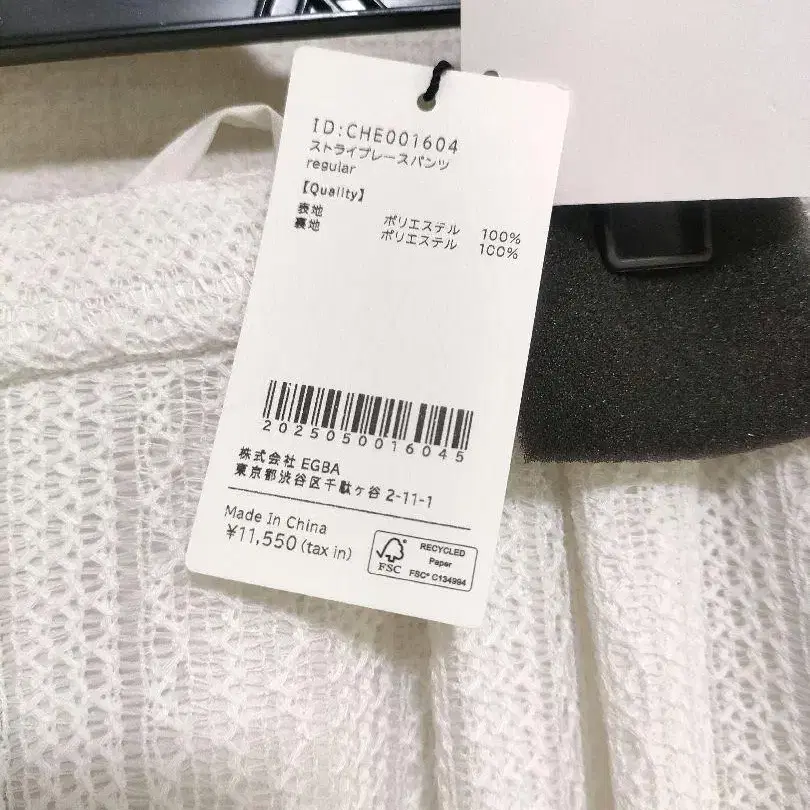 ID:CHE001604
ストライプレースパンツ
regular
【Quality】
表地 ポリエステル 100%
裏地 ポリエステル 100%
2025050016045
株式会社 EGBA
東京都渋谷区千駄ヶ谷 2-11-1
Made In China
¥11,550 (tax in)
FSC
RECYCLED
Paper
FSC® C134994